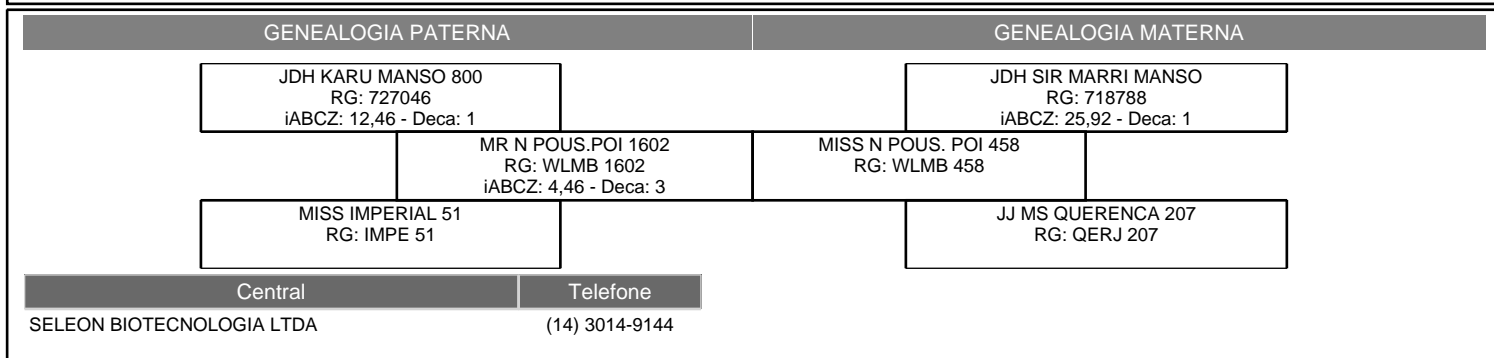 GENEALOGIA PATERNA
GENEALOGIA MATERNA
JDH KARU MANSO 800
RG: 727046
iABCZ: 12,46 - Deca: 1
JDH SIR MARRI MANSO
RG: 718788
iABCZ: 25,92 - Deca: 1
MR N POUS.POI 1602
RG: WLMB 1602
iABCZ: 4,46 - Deca: 3
MISS N POUS. POI 458
RG: WLMB 458
MISS IMPERIAL 51
RG: IMPE 51
JJ MS QUERENCA 207
RG: QERJ 207
Central Telefone
SELEON BIOTECNOLOGIA LTDA (14) 3014-9144